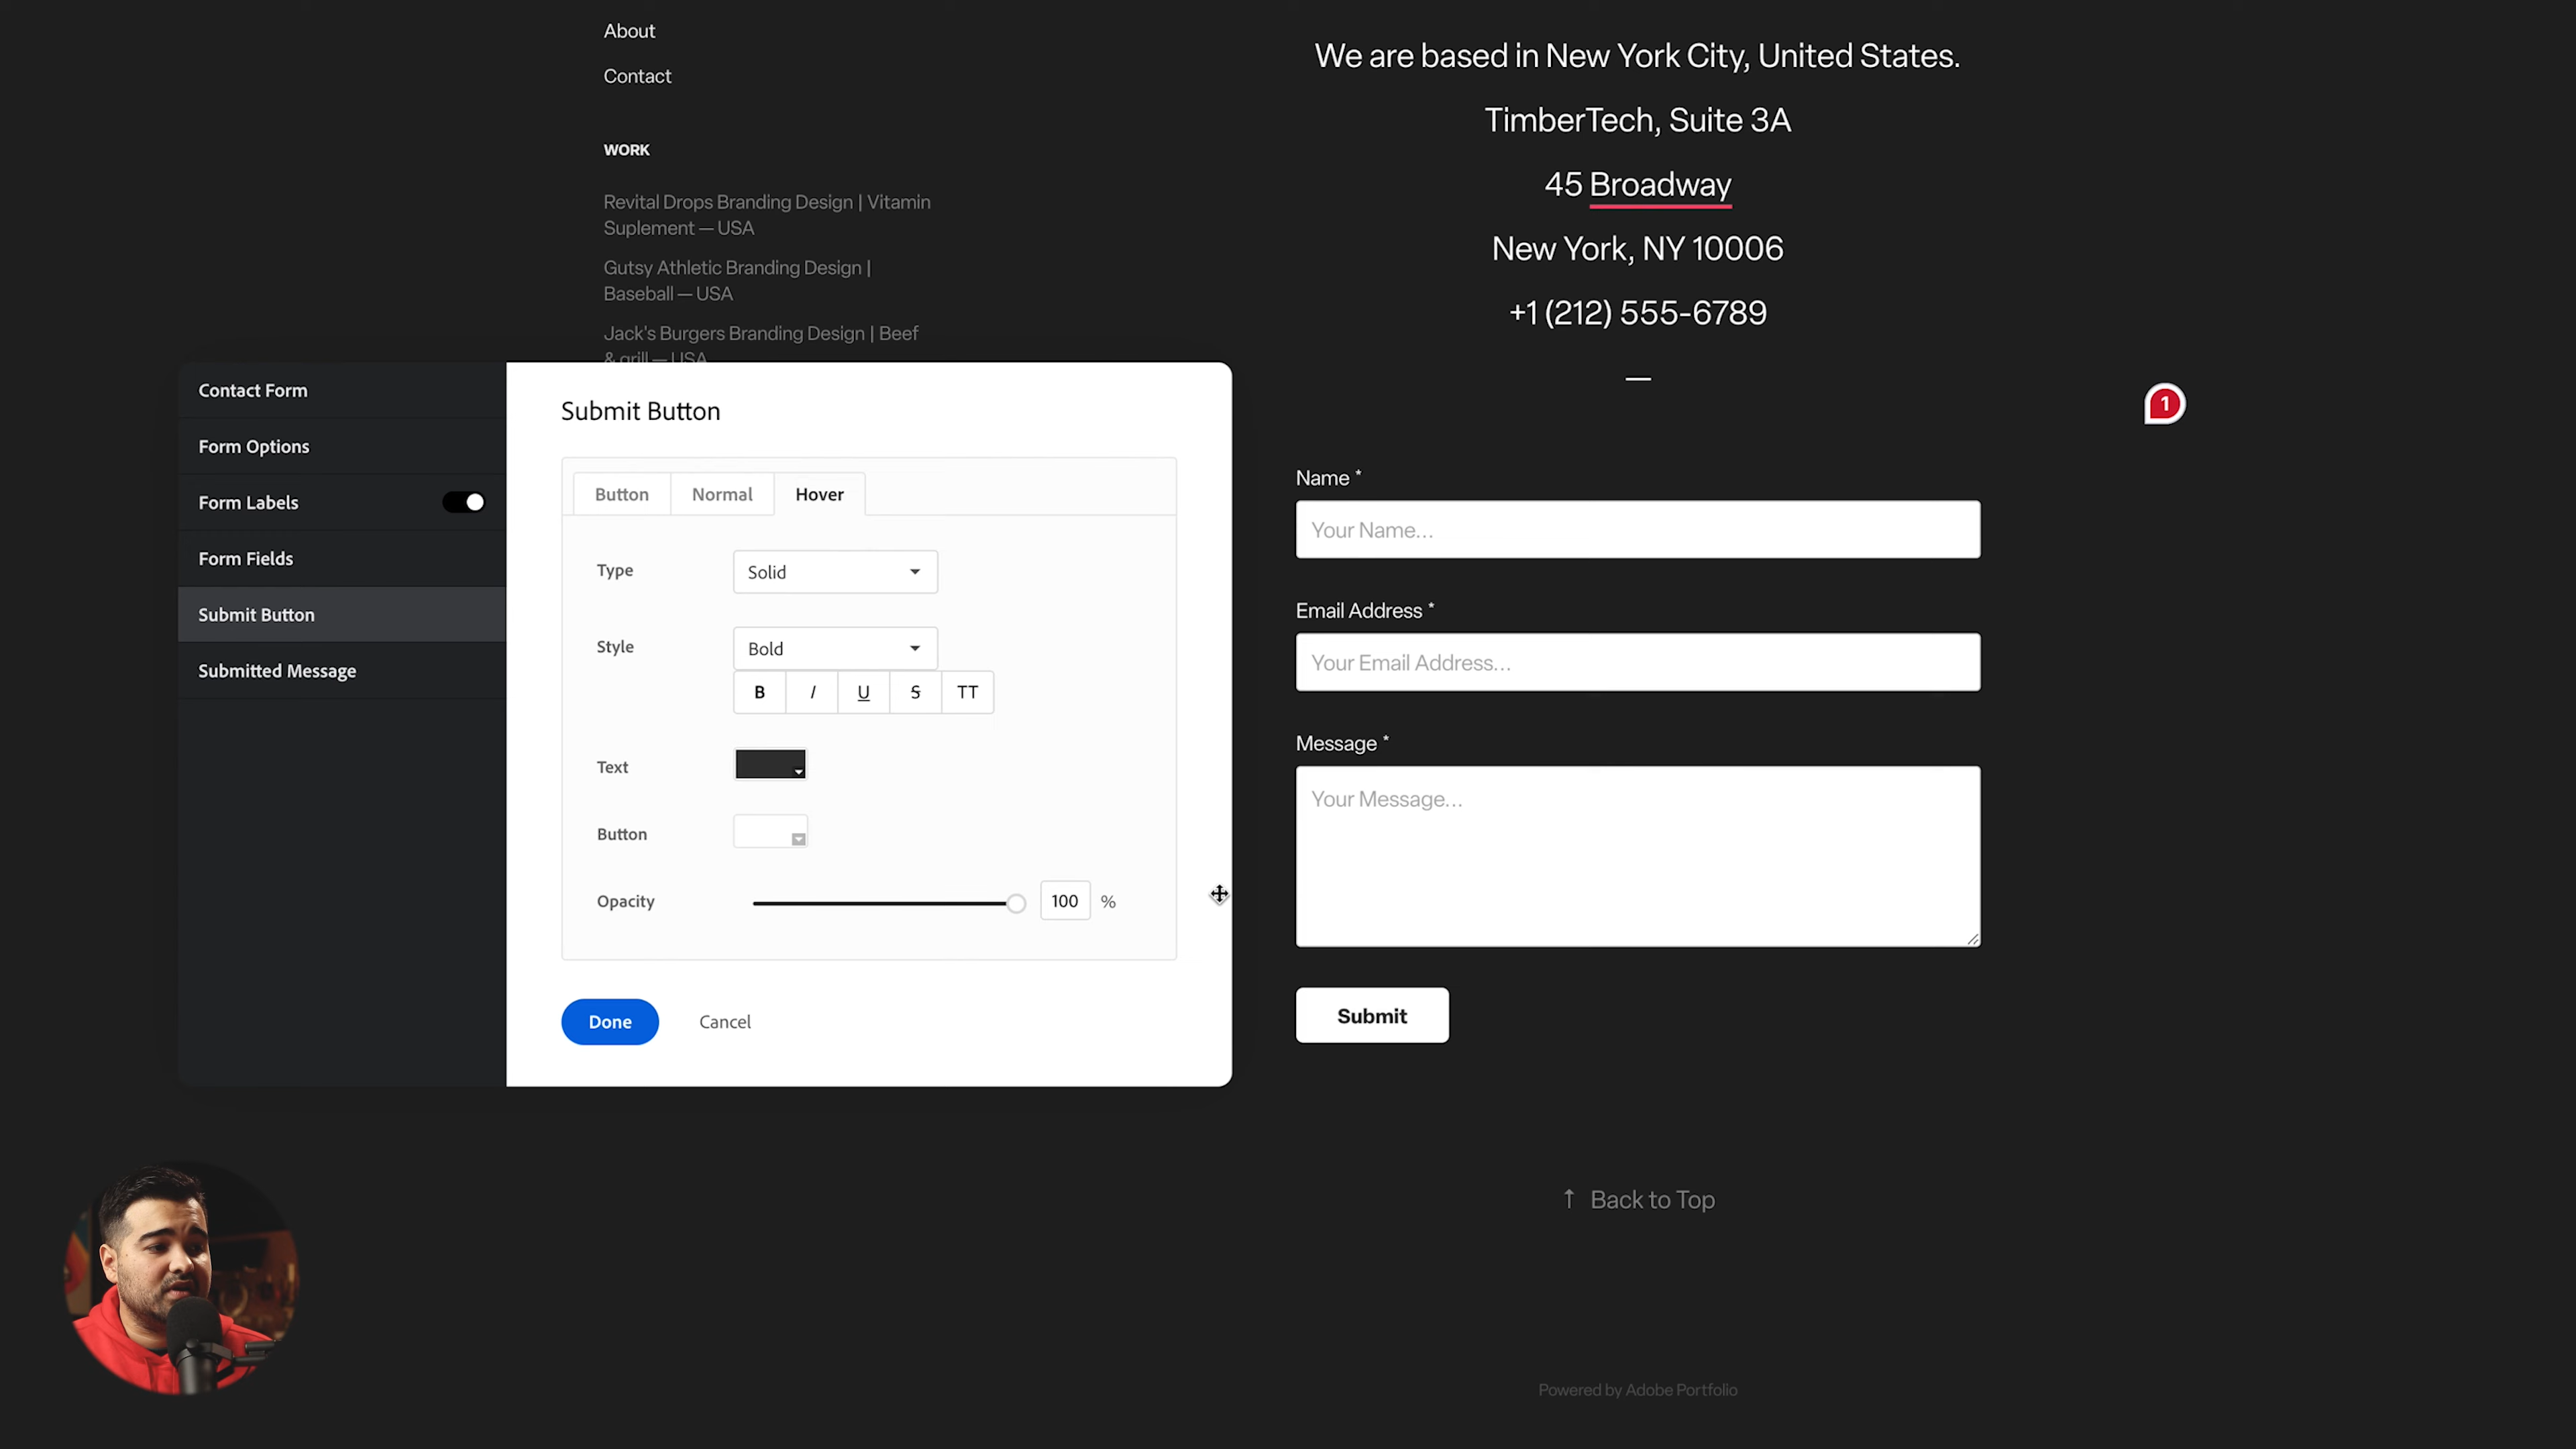 About
Contact
WORK
Revital Drops Branding Design | Vitamin
Suplement — USA
Gutsy Athletic Branding Design |
Baseball — USA
Jack's Burgers Branding Design | Beef
& grill — USA
We are based in New York City, United States.
TimberTech, Suite 3A
45 Broadway
New York, NY 10006
+1 (212) 555-6789
—
1
Contact Form
Form Options
Form Labels
Form Fields
Submit Button
Submitted Message
Submit Button
Button
Normal
Hover
Type
Solid
Style
Bold
B I U S TT
Text
Button
Opacity
100 %
Done
Cancel
Name *
Your Name...
Email Address *
Your Email Address...
Message *
Your Message...
Submit
↑ Back to Top
Powered by Adobe Portfolio